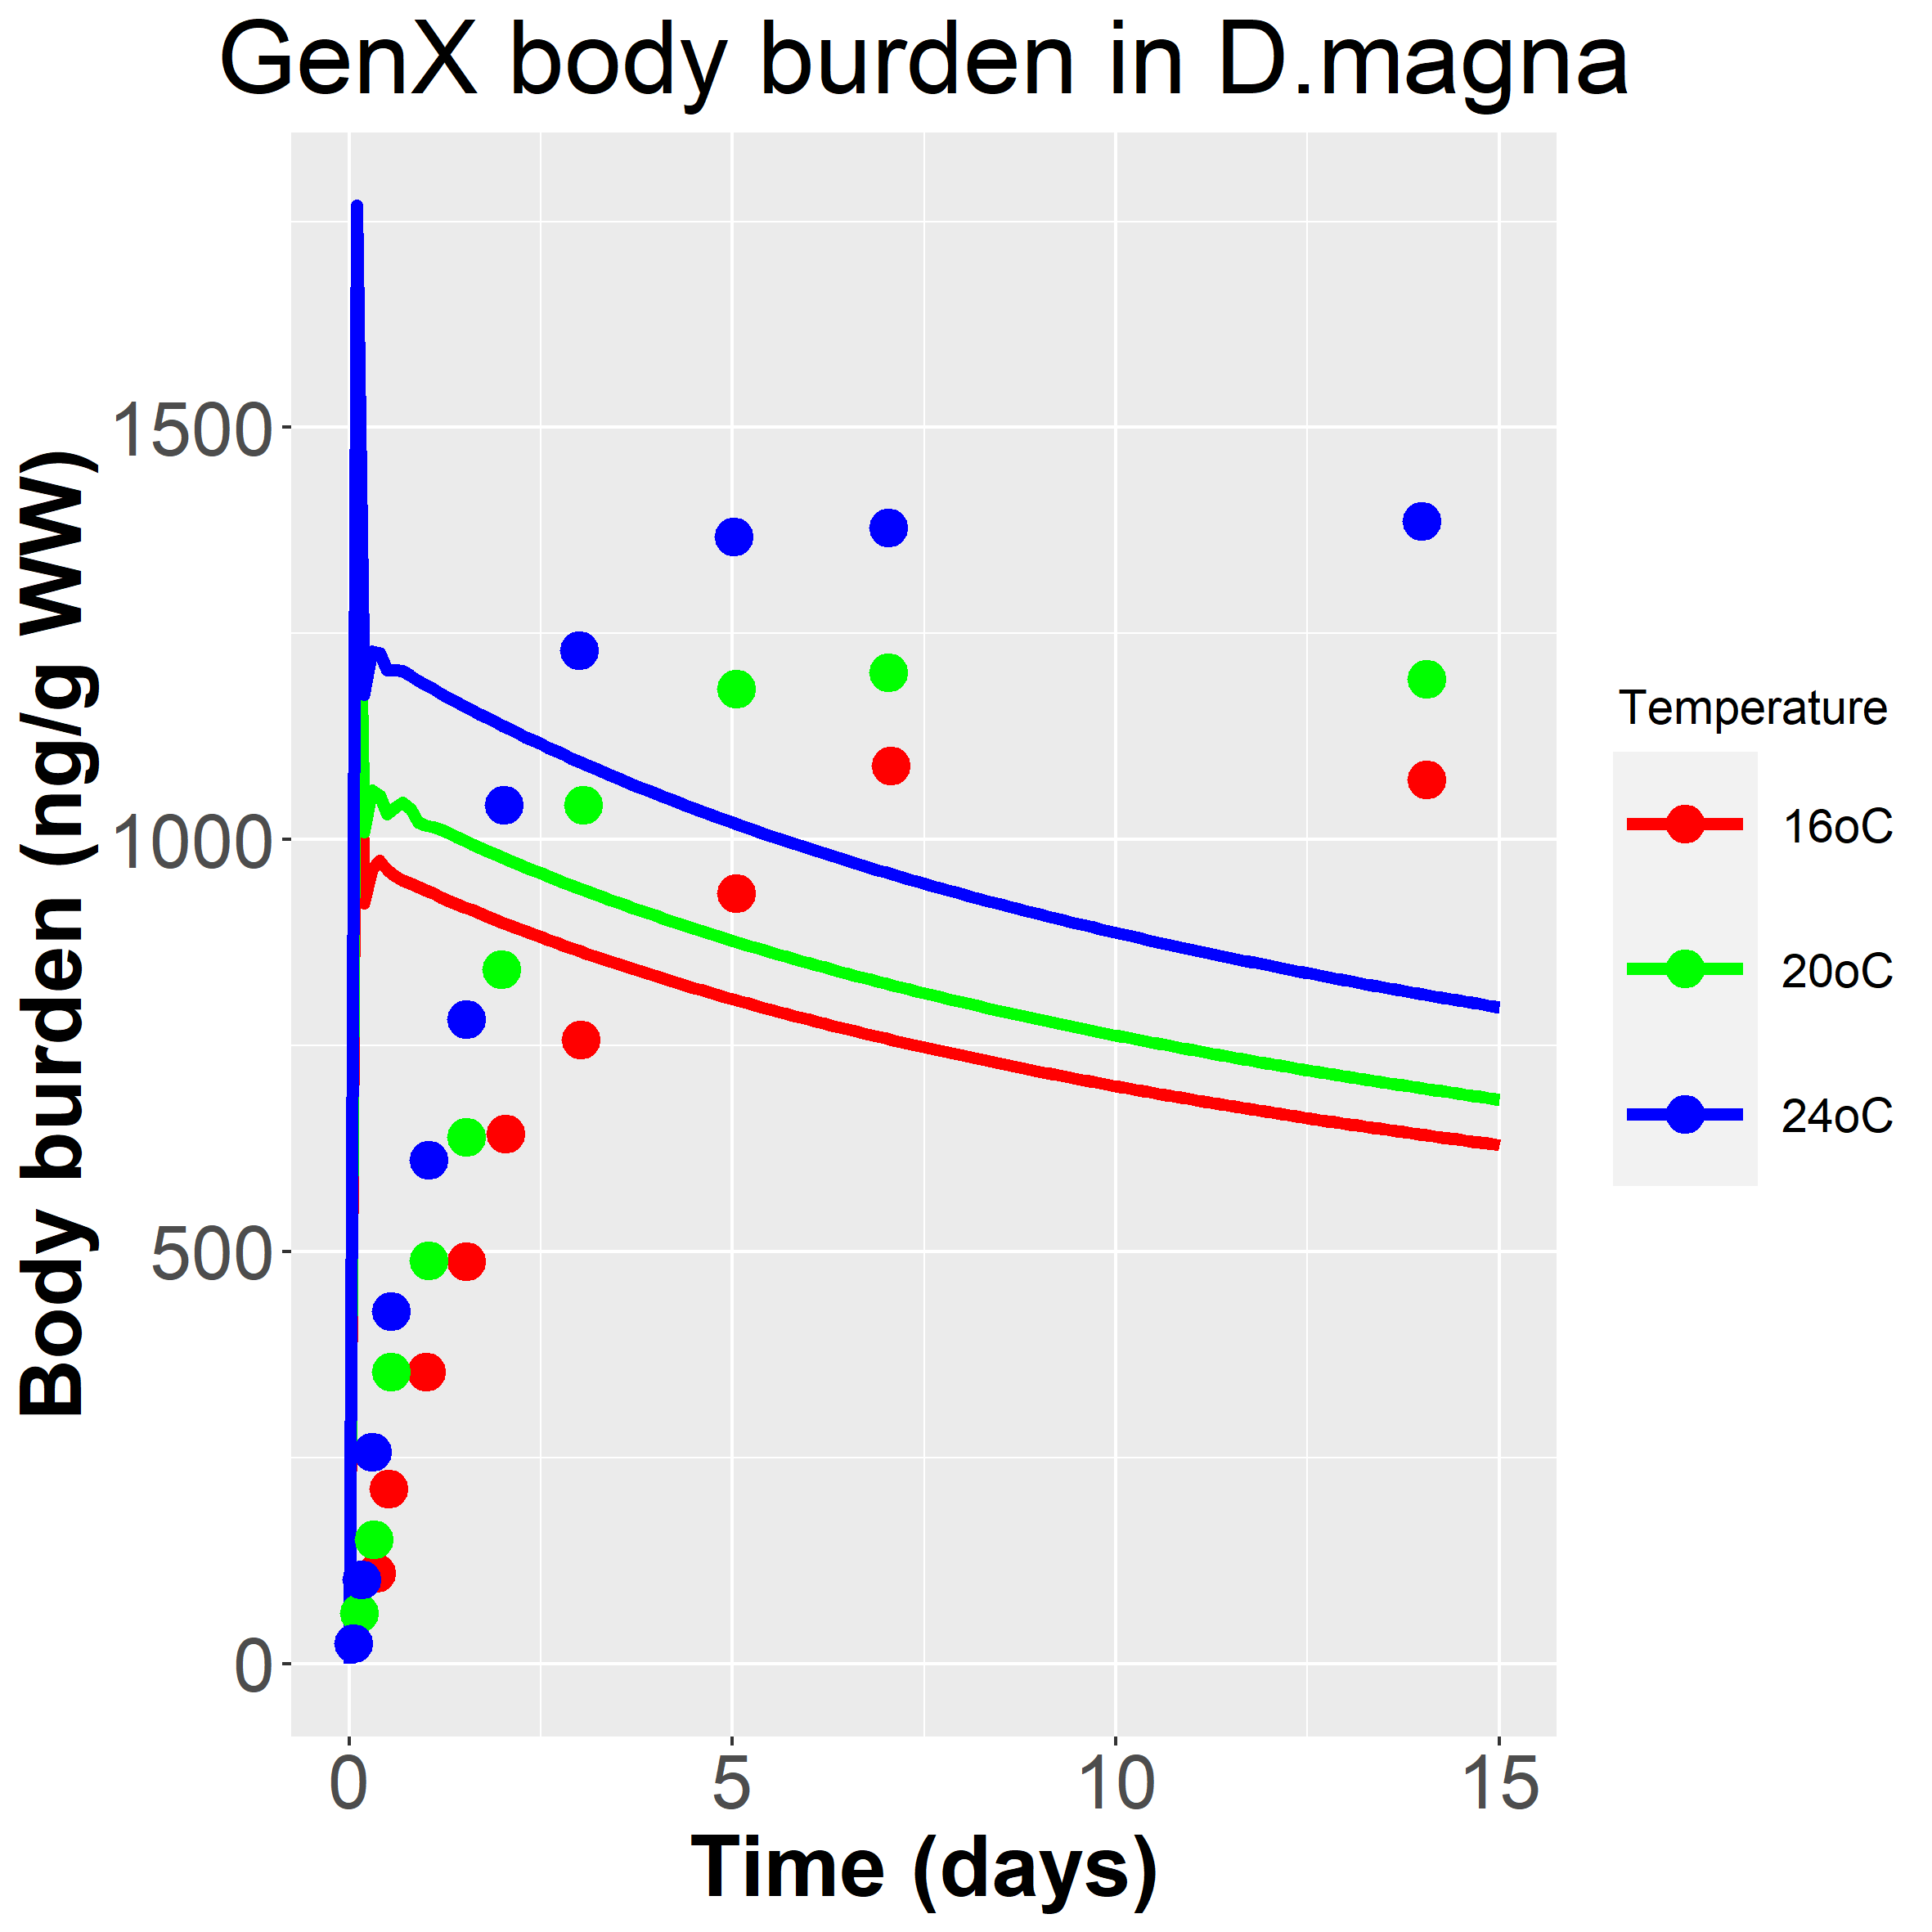 GenX body burden in D.magna
Body burden (ng/g WW)
1500
1000
500
0
0 5 10 15
Time (days)
Temperature
16oC
20oC
24oC